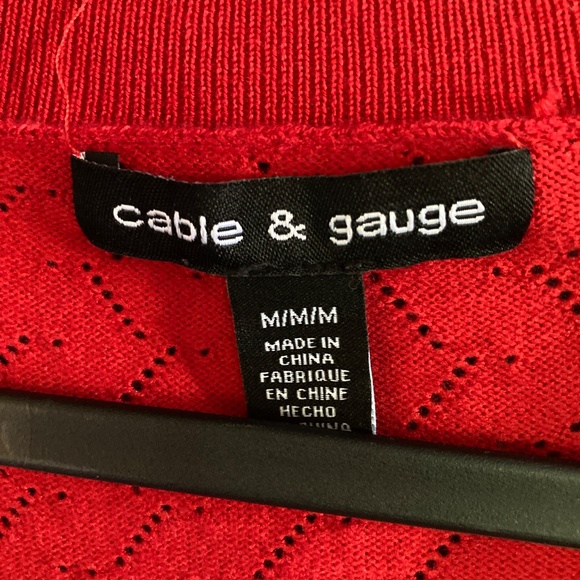 cable & gauge
M/M/M
MADE IN
CHINA
FABRIQUE
EN CHINE
HECHO